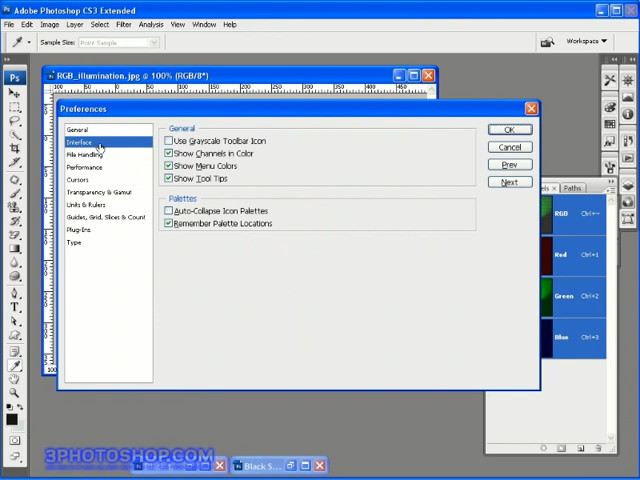 Adobe Photoshop CS3 Extended
File Edit Image Layer Select Filter Analysis View Window Help
Sample Size: Point Sample
Workspace
Ps
RGB_illumination.jpg @ 100% (RGB/8*)
Preferences
General
Interface
File Handling
Performance
Cursors
Transparency & Gamut
Units & Rulers
Guides, Grid, Slices & Count
Plug-Ins
Type
General
Use Grayscale Toolbar Icon
Show Channels in Color
Show Menu Colors
Show Tool Tips
Palettes
Auto-Collapse Icon Palettes
Remember Palette Locations
OK
Cancel
Prev
Next
Paths
RGB Ctrl+~
Red Ctrl+1
Green Ctrl+2
Blue Ctrl+3
3PHOTOSHOP.COM
Black S...